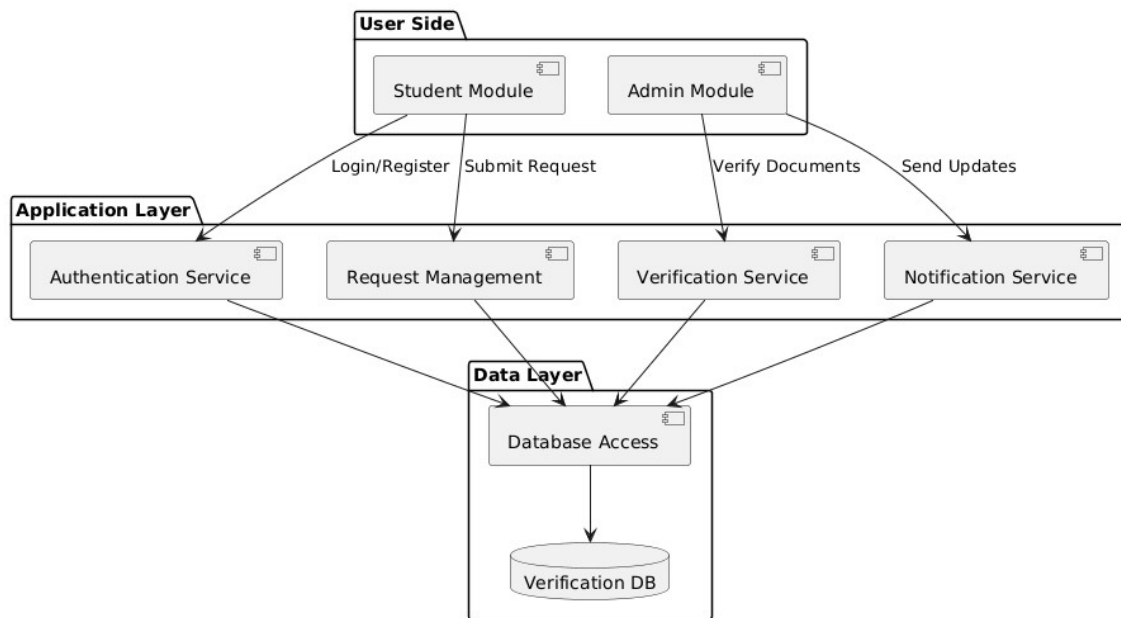 User Side
Student Module
Admin Module
Login/Register
Submit Request
Verify Documents
Send Updates
Application Layer
Authentication Service
Request Management
Verification Service
Notification Service
Data Layer
Database Access
Verification DB